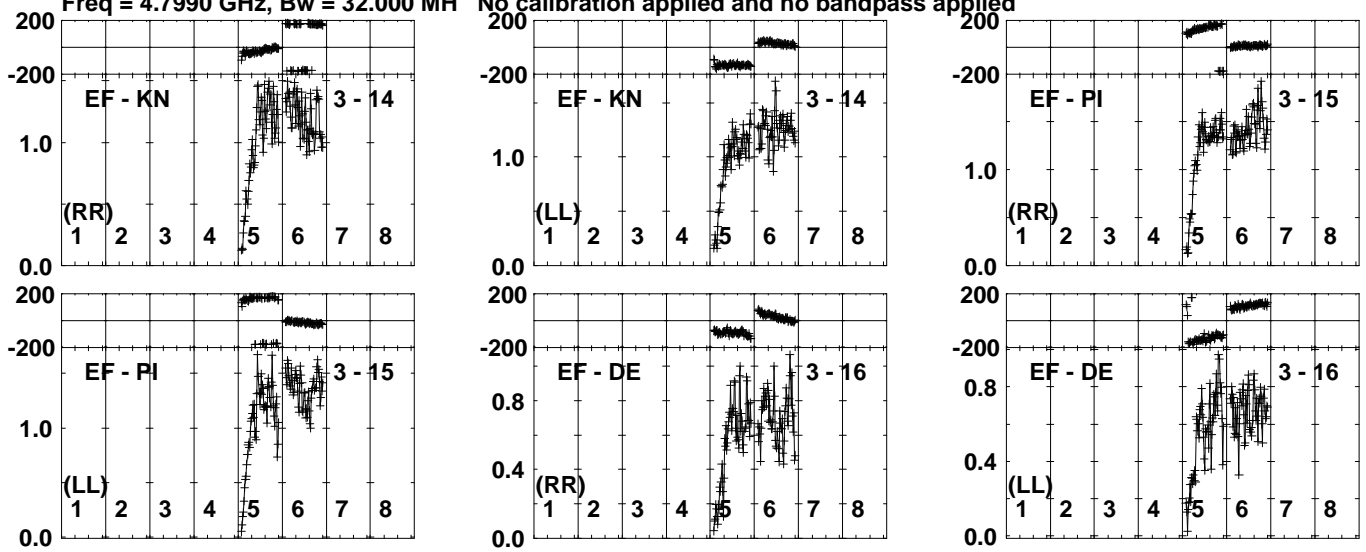 Freq = 4.7990 GHz, Bw = 32.000 MH No calibration applied and no bandpass applied
200
-200
EF - KN
3 - 14
1.0
(RR)
1 2 3 4 5 6 7 8
0.0
200
-200
EF - KN
3 - 14
1.0
(LL)
1 2 3 4 5 6 7 8
0.0
200
-200
EF - PI
3 - 15
1.0
(RR)
1 2 3 4 5 6 7 8
0.0
200
-200
EF - PI
3 - 15
1.0
(LL)
1 2 3 4 5 6 7 8
0.0
200
-200
EF - DE
3 - 16
0.8
0.4
(RR)
1 2 3 4 5 6 7 8
0.0
200
-200
EF - DE
3 - 16
0.8
0.4
(LL)
1 2 3 4 5 6 7 8
0.0